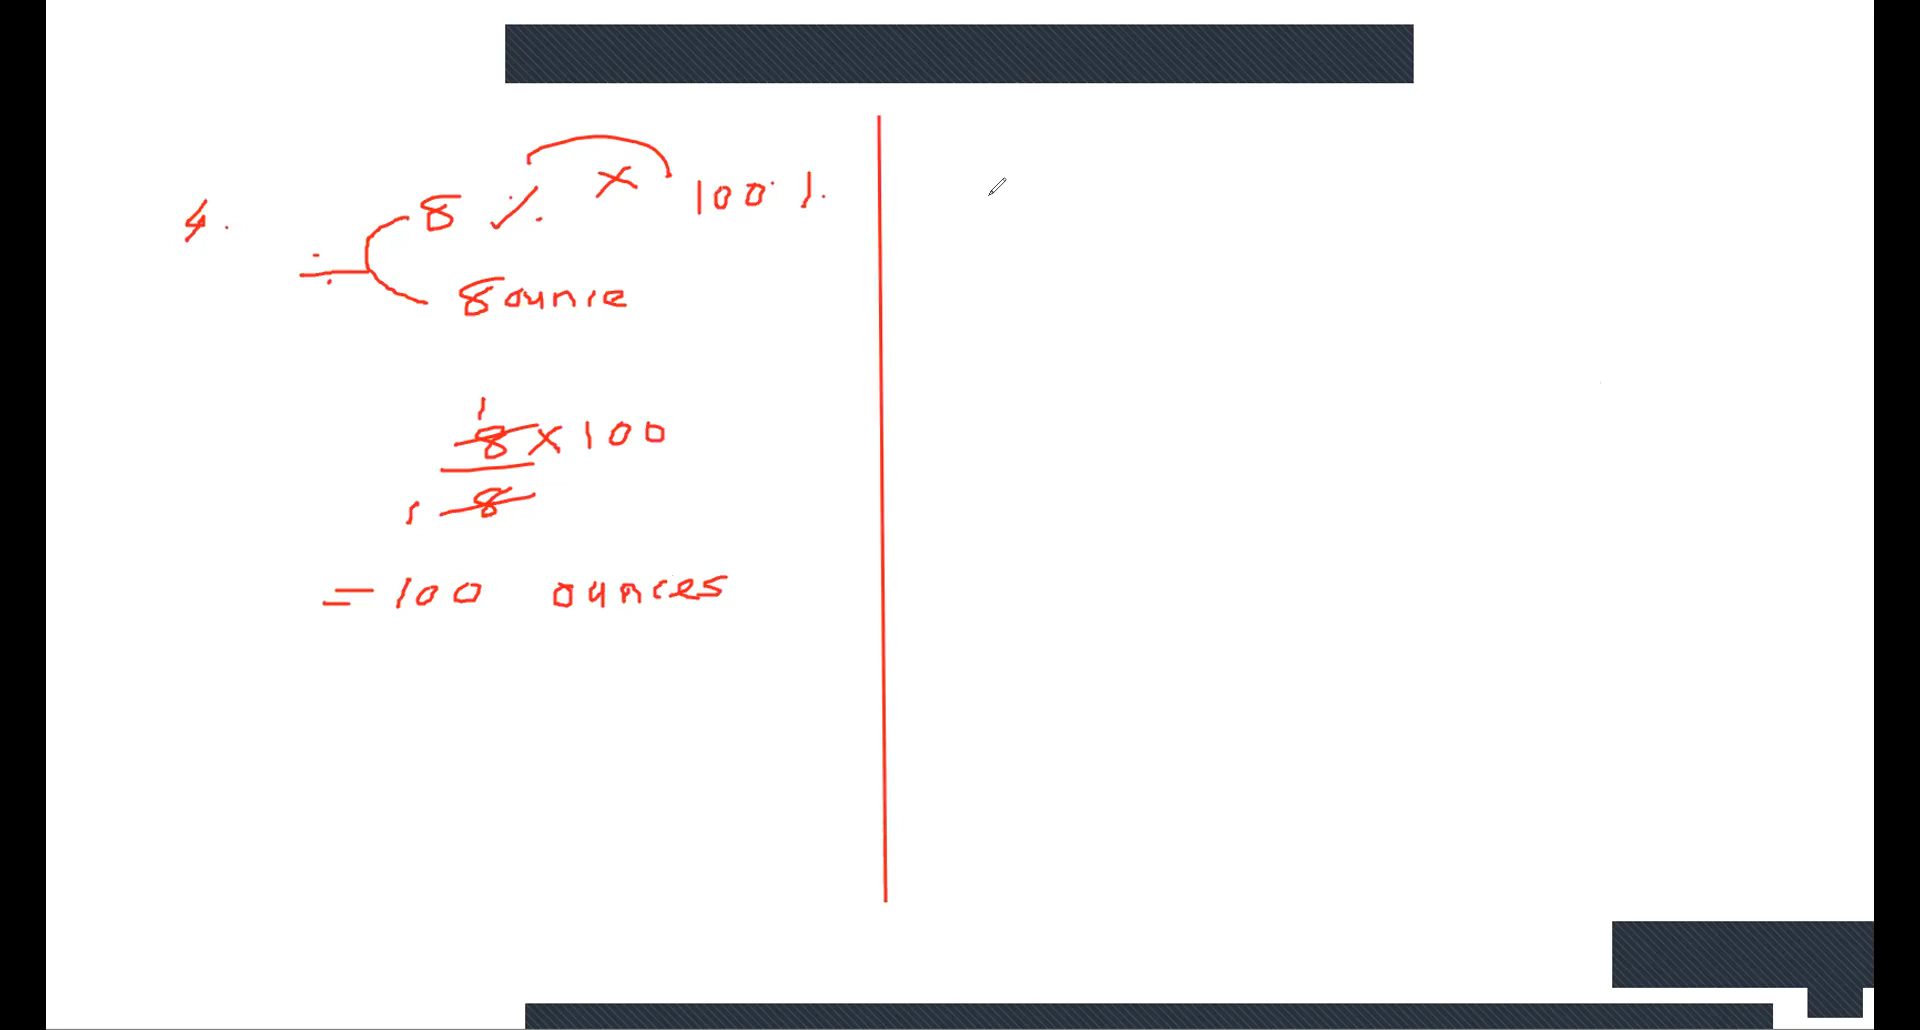 4. 8 % × 100 %
÷ 8 ounce
1
8 × 100
1 8
= 100 ounces